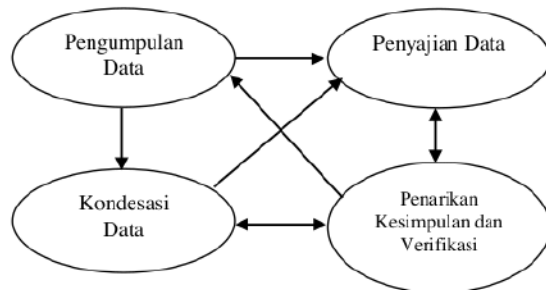 Pengumpulan
Data
Penyajian Data
Kondesasi
Data
Penarikan
Kesimpulan dan
Verifikasi